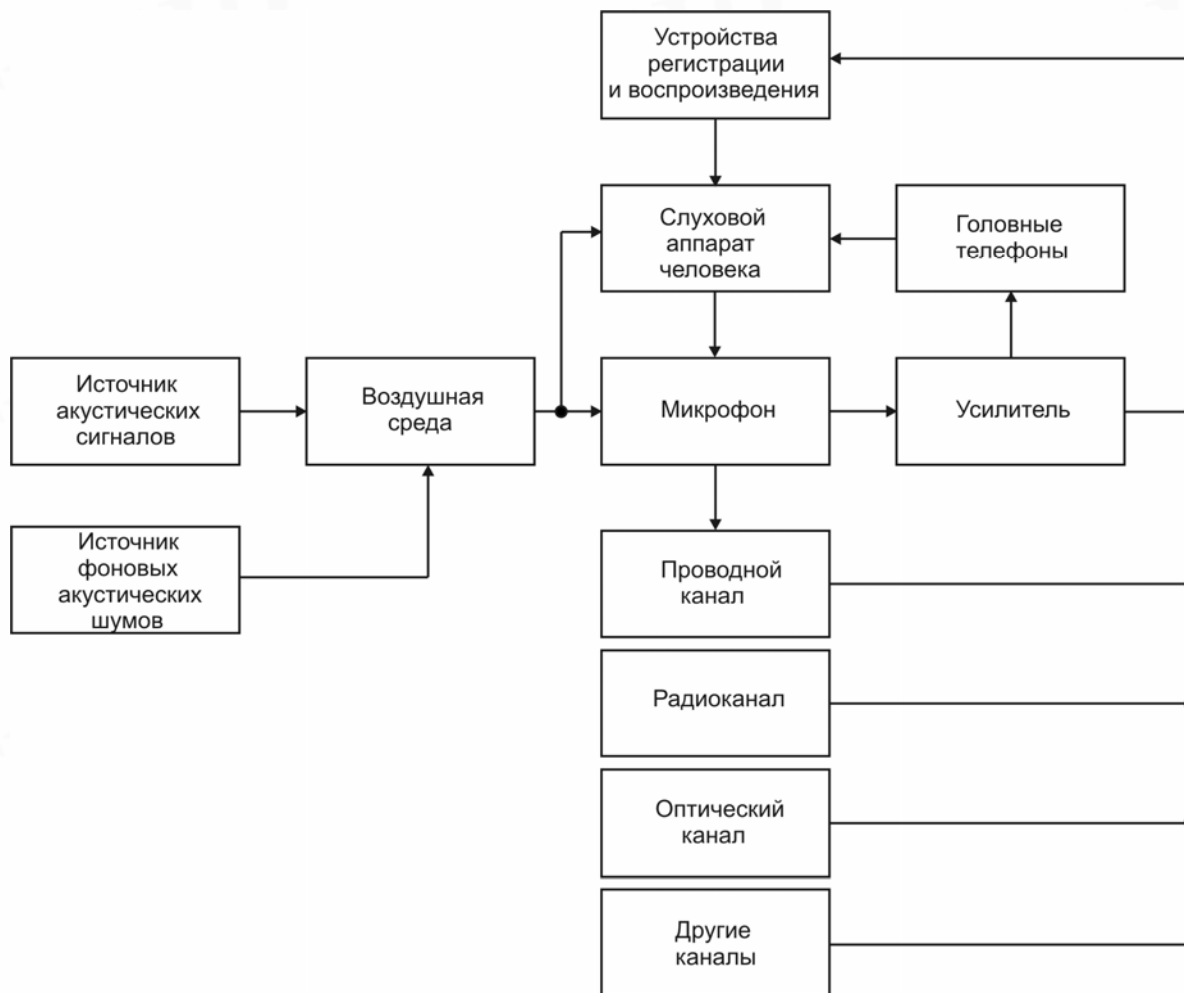 Устройства
регистрации
и воспроизведения
Слуховой
аппарат
человека
Головные
телефоны
Источник
акустических
сигналов
Воздушная
среда
Микрофон
Усилитель
Источник
фоновых
акустических
шумов
Проводной
канал
Радиоканал
Оптический
канал
Другие
каналы